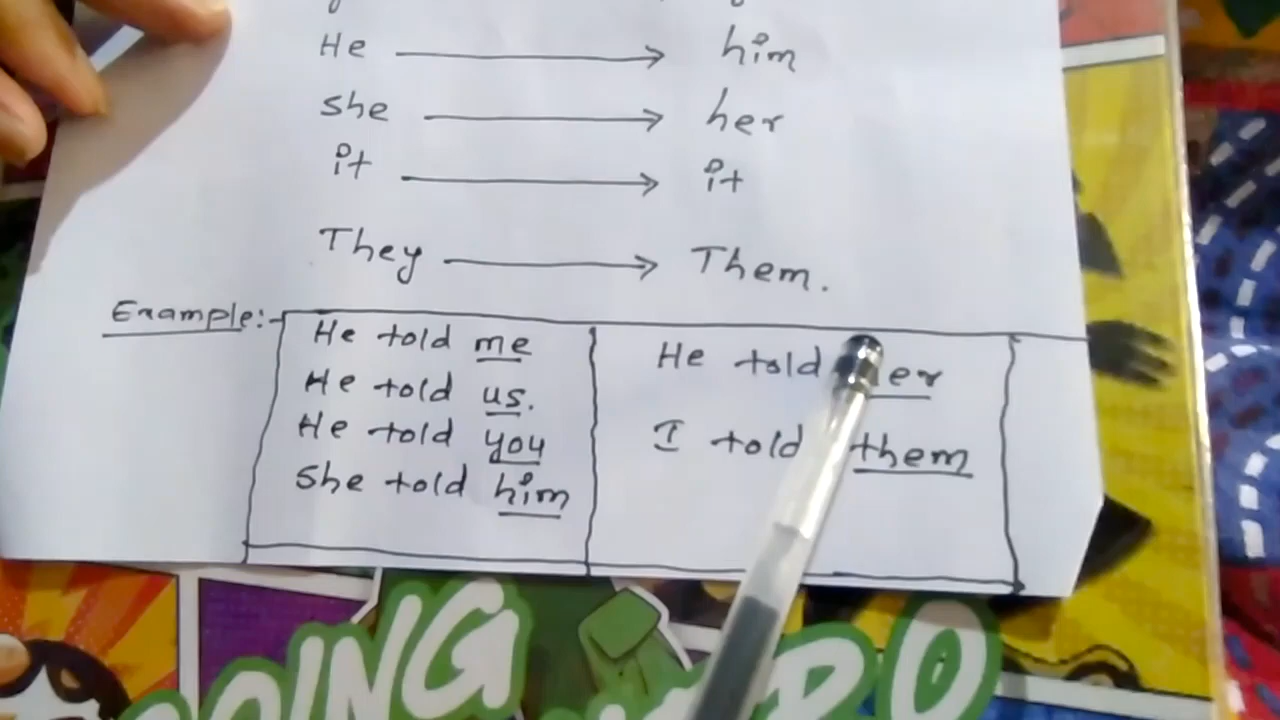 He → him
she → her
it → it
They → Them.
Example:-
He told me
He told us.
He told you
She told him
He told her
I told them